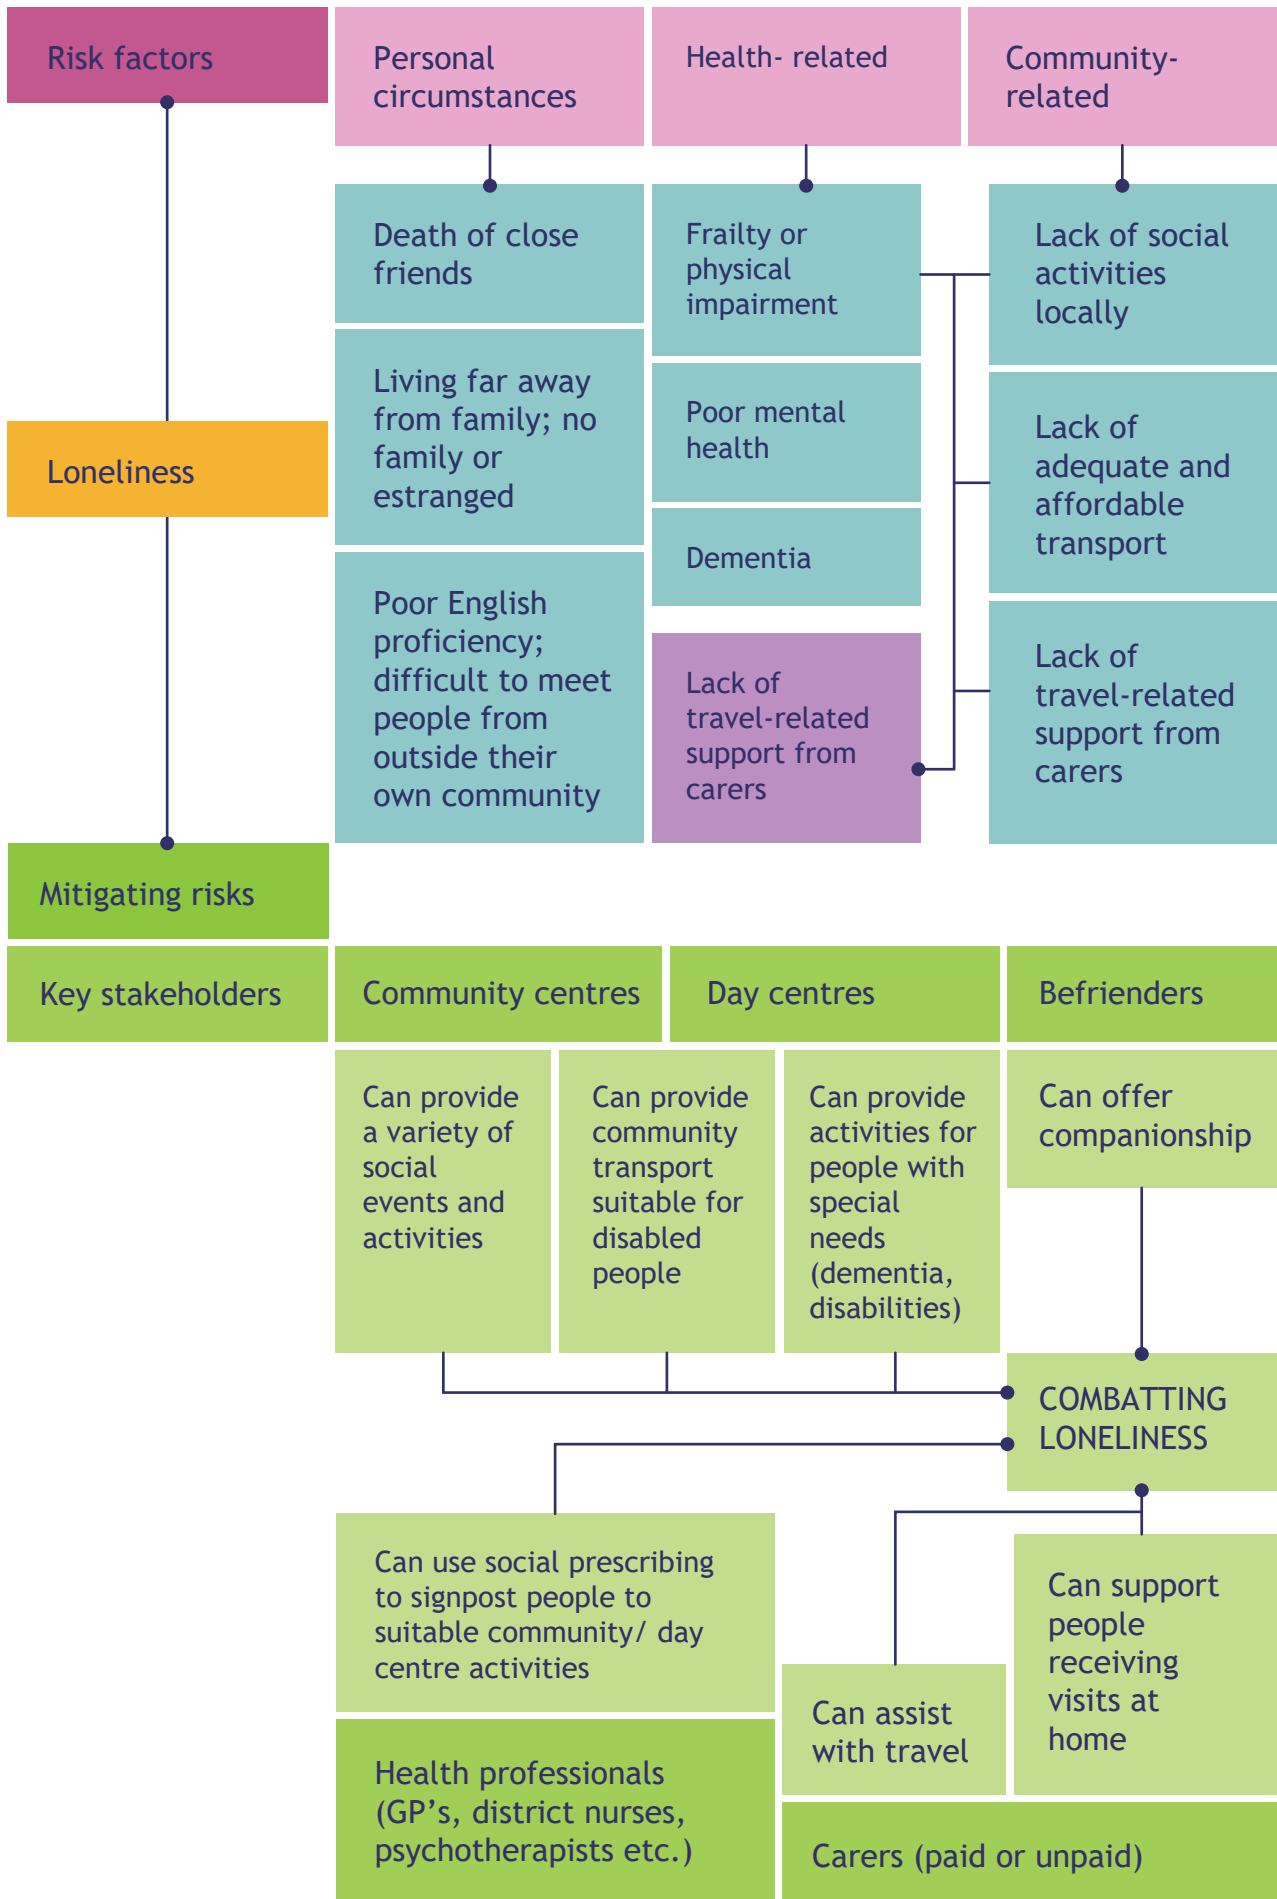 Risk factors
Personal
circumstances
Health- related
Community-
related
Death of close
friends
Living far away
from family; no
family or
estranged
Poor English
proficiency;
difficult to meet
people from
outside their
own community
Frailty or
physical
impairment
Poor mental
health
Dementia
Lack of
travel-related
support from
carers
Lack of social
activities
locally
Lack of
adequate and
affordable
transport
Lack of
travel-related
support from
carers
Loneliness
Mitigating risks
Key stakeholders
Community centres
Day centres
Befrienders
Can provide
a variety of
social
events and
activities
Can provide
community
transport
suitable for
disabled
people
Can provide
activities for
people with
special
needs
(dementia,
disabilities)
Can offer
companionship
COMBATTING
LONELINESS
Can use social prescribing
to signpost people to
suitable community/ day
centre activities
Health professionals
(GP’s, district nurses,
psychotherapists etc.)
Can assist
with travel
Can support
people
receiving
visits at
home
Carers (paid or unpaid)